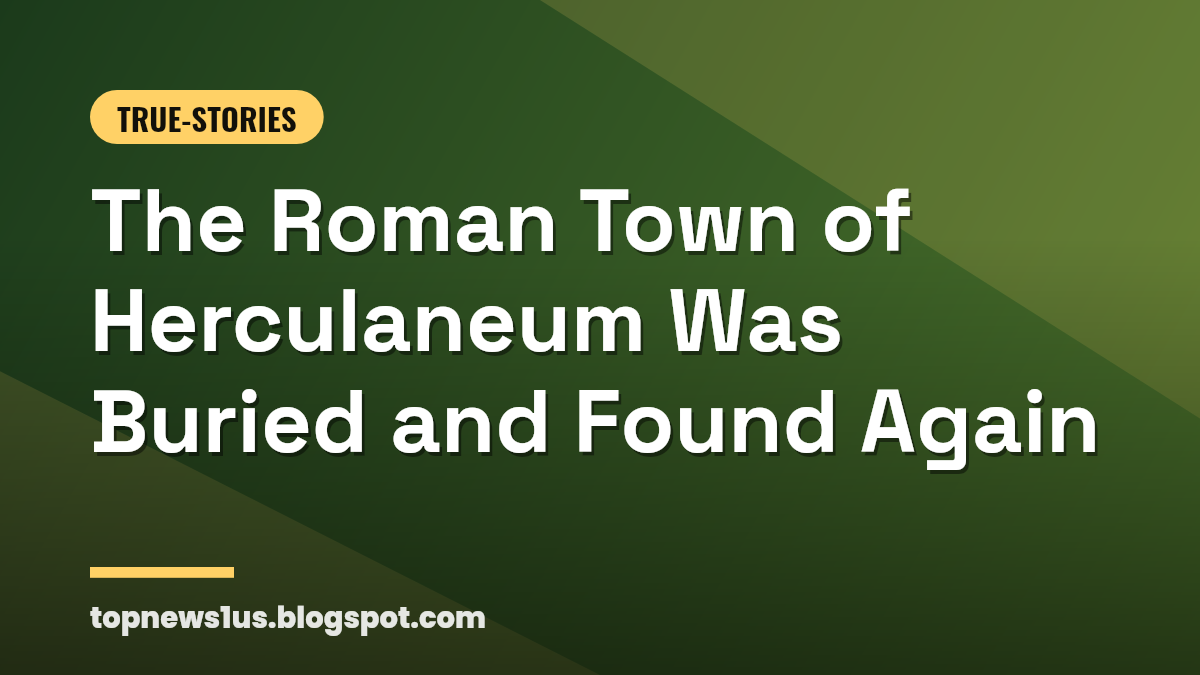 TRUE-STORIES
The Roman Town of
Herculaneum Was
Buried and Found Again
topnews1us.blogspot.com